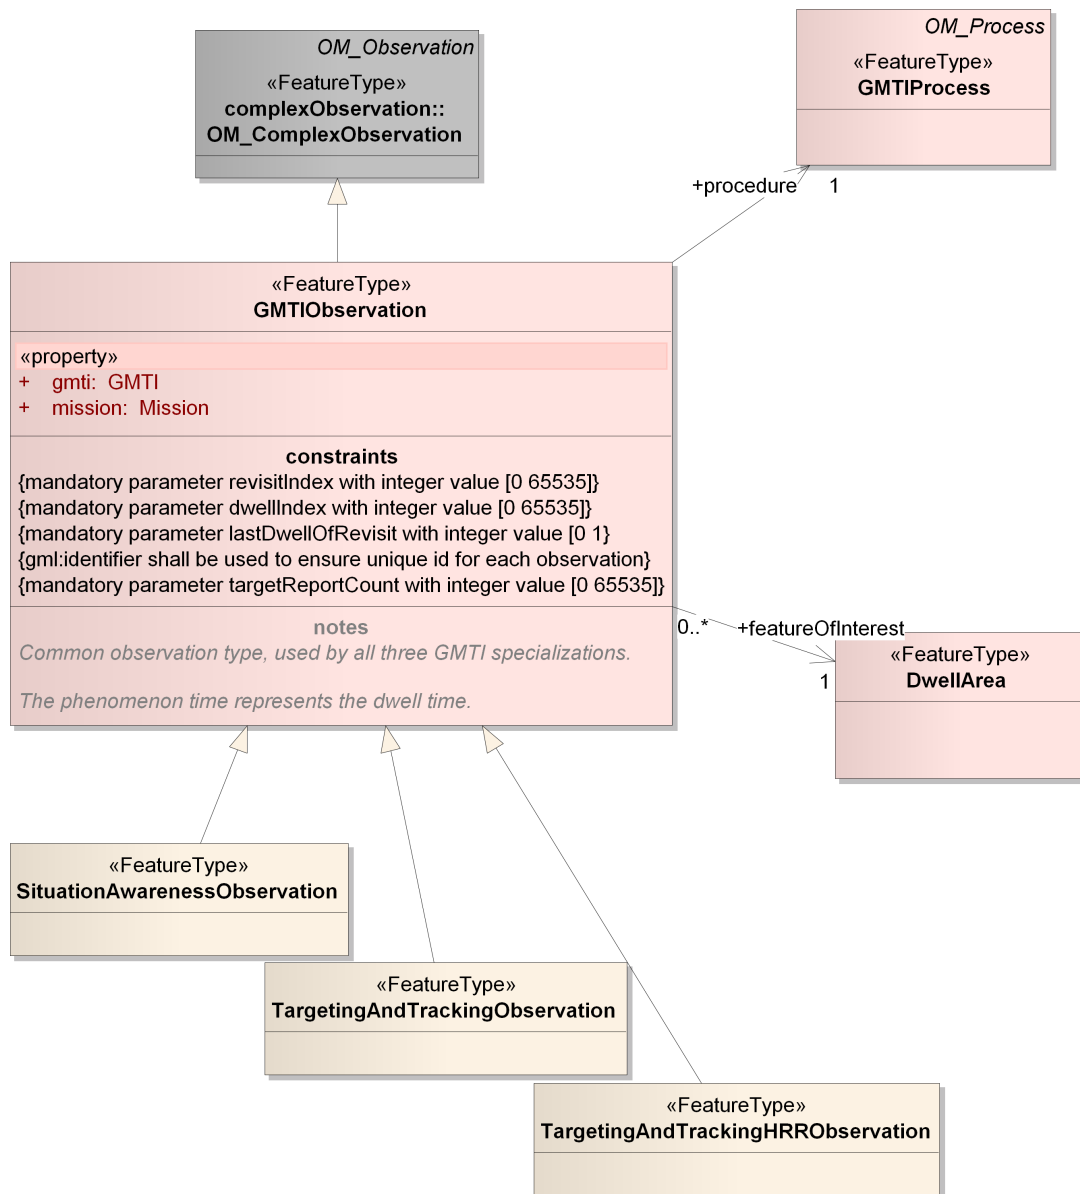 OM_Observation
«FeatureType»
complexObservation::
OM_ComplexObservation
OM_Process
«FeatureType»
GMTIProcess
+procedure
1
«FeatureType»
GMTIObservation
«property»
+ gmti: GMTI
+ mission: Mission
constraints
{mandatory parameter revisitIndex with integer value [0 65535]}
{mandatory parameter dwellIndex with integer value [0 65535]}
{mandatory parameter lastDwellOfRevisit with integer value [0 1}
{gml:identifier shall be used to ensure unique id for each observation}
{mandatory parameter targetReportCount with integer value [0 65535]}
notes
Common observation type, used by all three GMTI specializations.
The phenomenon time represents the dwell time.
0..*
+featureOfInterest
1
«FeatureType»
DwellArea
«FeatureType»
SituationAwarenessObservation
«FeatureType»
TargetingAndTrackingObservation
«FeatureType»
TargetingAndTrackingHRRObservation